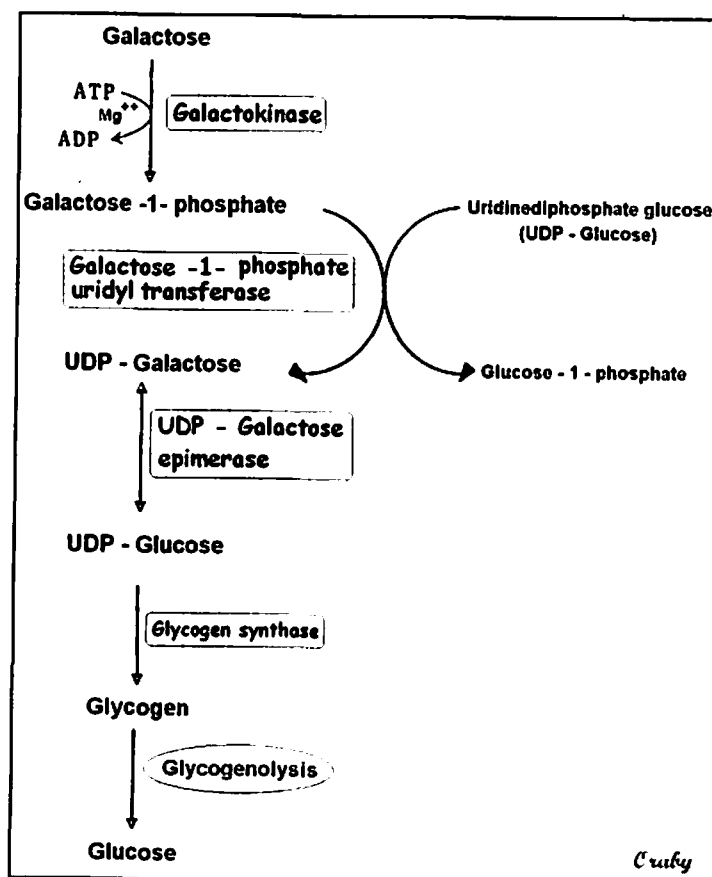 Galactose
ATP
Mg++
ADP
Galactokinase
Galactose -1- phosphate
Uridinediphosphate glucose
(UDP - Glucose)
Galactose -1- phosphate
uridyl transferase
UDP - Galactose
Glucose - 1 - phosphate
UDP - Galactose
epimerase
UDP - Glucose
Glycogen synthase
Glycogen
Glycogenolysis
Glucose